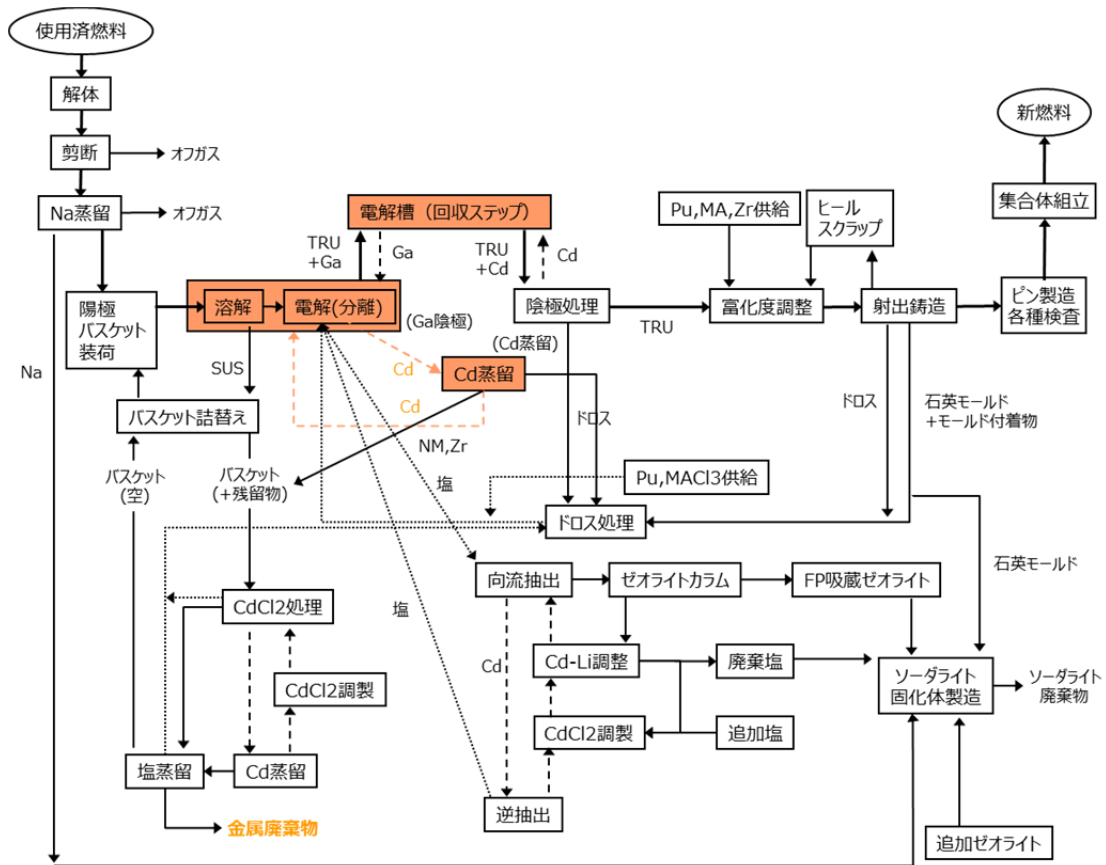 使用済燃料
解体
剪断
オフガス
Na蒸留
オフガス
新燃料
集合体組立
電解槽（回収ステップ）
Pu,MA,Zr供給
ヒール
スクラップ
TRU
+Ga
Ga
TRU
+Cd
Cd
陽極
バスケット
装荷
溶解
電解(分離)
(Ga陰極)
陰極処理
(Cd蒸留)
TRU
富化度調整
射出鋳造
ピン製造
各種検査
Na
SUS
Cd
Cd
Cd蒸留
バスケット詰替え
NM,Zr
ドロス
ドロス
石英モールド
+モールド付着物
バスケット
(空)
バスケット
(+残留物)
塩
Pu,MACl3供給
ドロス処理
石英モールド
向流抽出
ゼオライトカラム
FP吸蔵ゼオライト
CdCl2処理
塩
Cd
Cd-Li調整
廃棄塩
ソーダライト
固化体製造
ソーダライト
廃棄物
CdCl2調製
CdCl2調製
追加塩
塩蒸留
Cd蒸留
逆抽出
金属廃棄物
追加ゼオライト